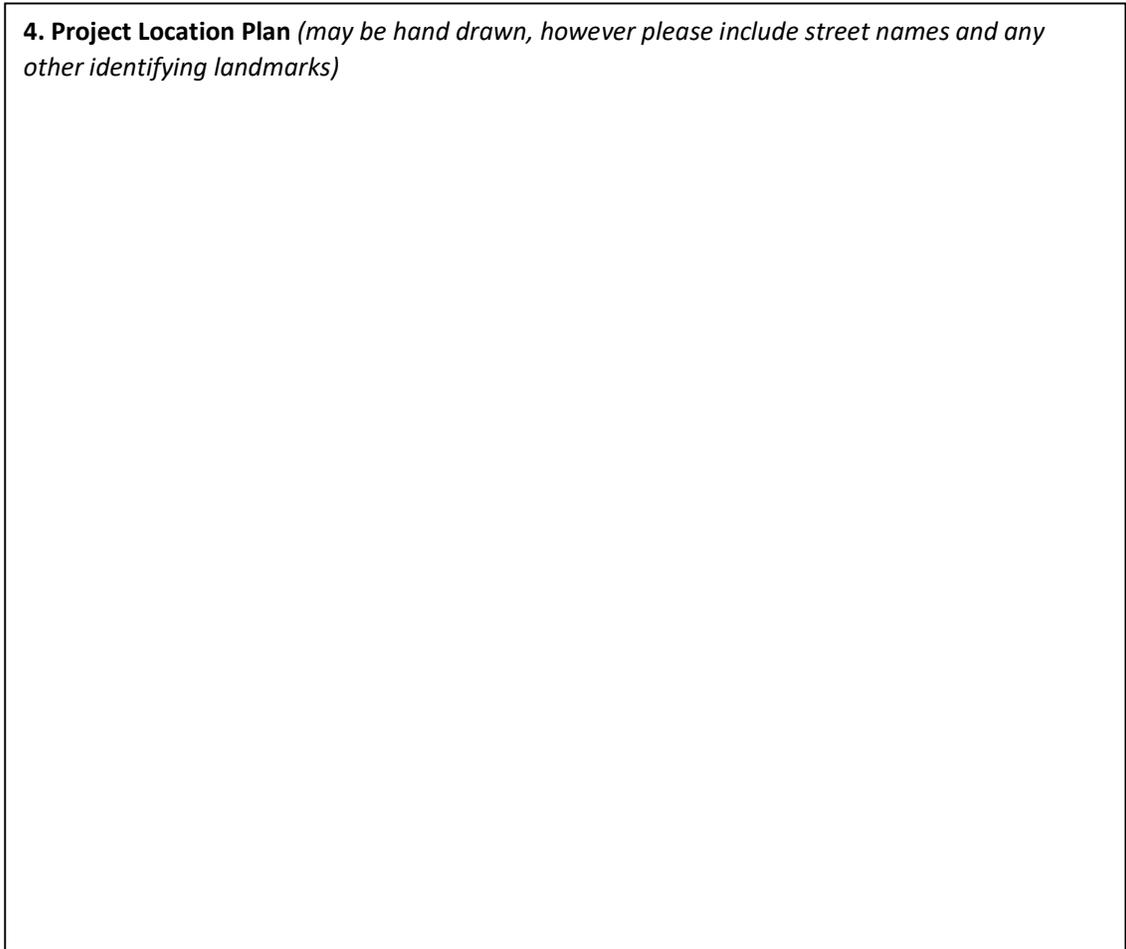 4. Project Location Plan (may be hand drawn, however please include street names and any
other identifying landmarks)